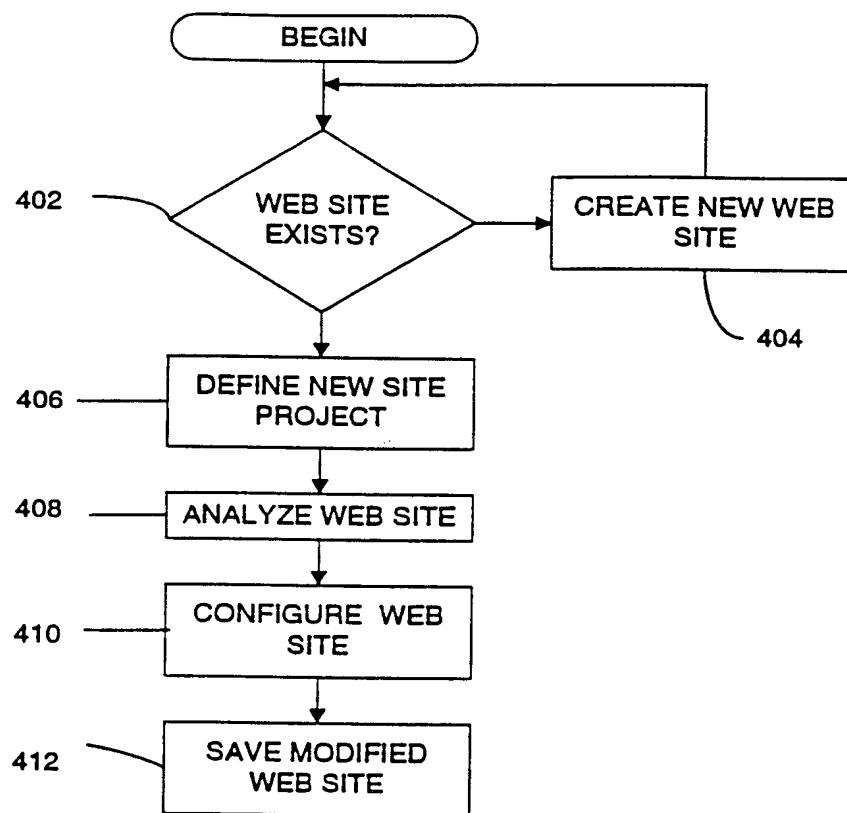 BEGIN
402
WEB SITE
EXISTS?
CREATE NEW WEB
SITE
404
406
DEFINE NEW SITE
PROJECT
408
ANALYZE WEB SITE
410
CONFIGURE WEB
SITE
412
SAVE MODIFIED
WEB SITE